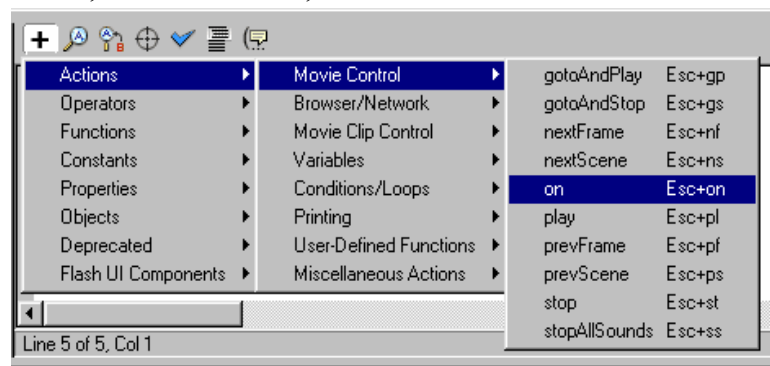 Actions Movie Control gotoAndPlay Esc+gp
Operators Browser/Network gotoAndStop Esc+gs
Functions Movie Clip Control nextFrame Esc+nf
Constants Variables nextScene Esc+ns
Properties Conditions/Loops on Esc+on
Objects Printing play Esc+pl
Deprecated User-Defined Functions prevFrame Esc+pf
Flash UI Components Miscellaneous Actions prevScene Esc+ps
stop Esc+st
stopAllSounds Esc+ss
Line 5 of 5, Col 1